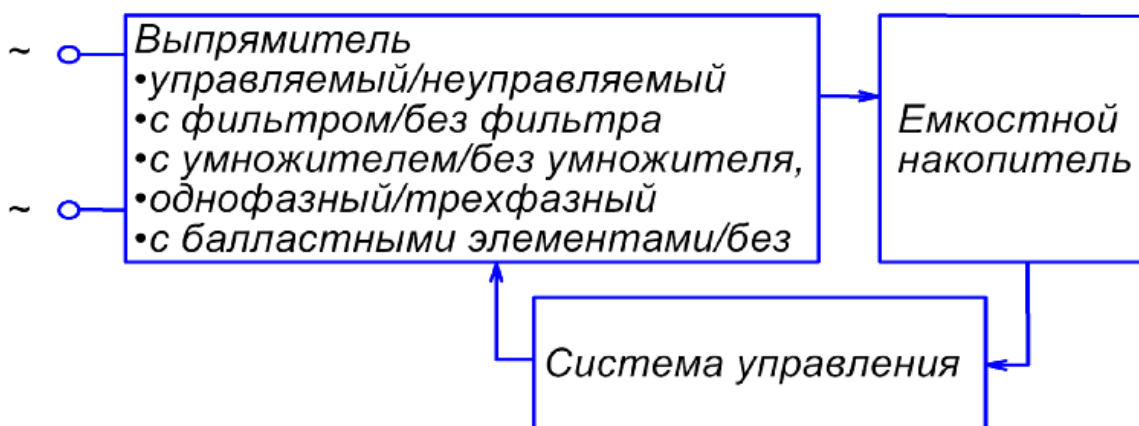 ~
Выпрямитель
•управляемый/неуправляемый
•с фильтром/без фильтра
•с умножителем/без умножителя,
~
•однофазный/трехфазный
•с балластными элементами/без
Емкостной
накопитель
Система управления